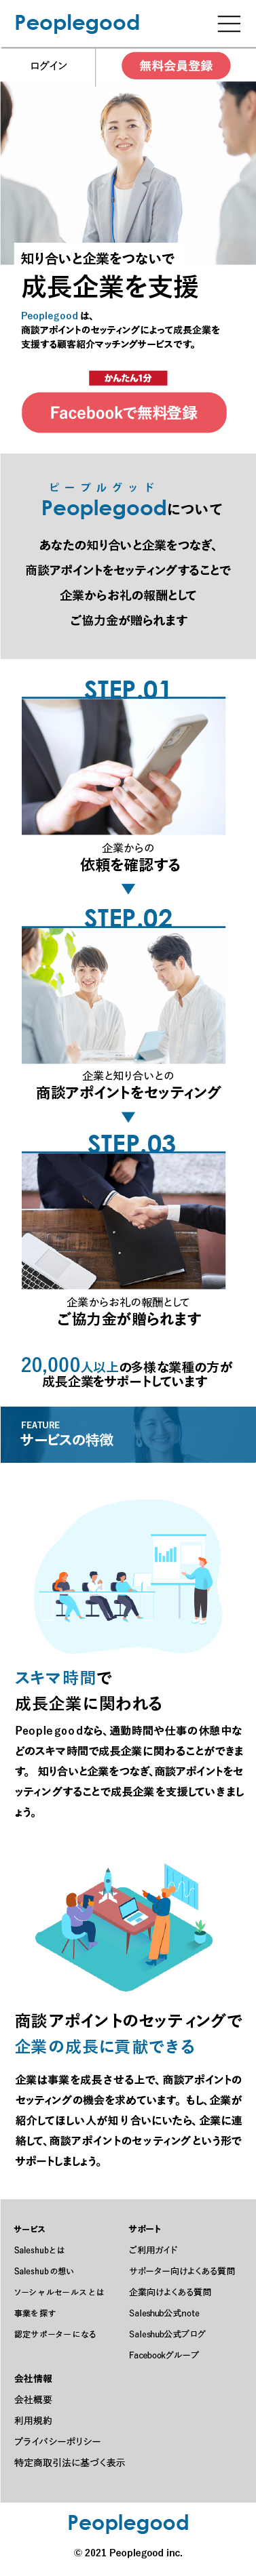 Peoplegood
ログイン
無料会員登録
知り合いと企業をつないで
成長企業を支援
Peoplegood は、
商談アポイントのセッティングによって成長企業を
支援する顧客紹介マッチングサービスです。
かんたん1分
Facebookで無料登録
ピープルグッド
Peoplegoodについて
あなたの知り合いと企業をつなぎ、
商談アポイントをセッティングすることで
企業からお礼の報酬として
ご協力金が贈られます
STEP.01
企業からの
依頼を確認する
STEP.02
企業と知り合いとの
商談アポイントをセッティング
STEP.03
企業からお礼の報酬として
ご協力金が贈られます
20,000人以上の多様な業種の方が
成長企業をサポートしています
FEATURE
サービスの特徴
スキマ時間で
成長企業に関われる
Peoplegoodなら、通勤時間や仕事の休憩中な
どのスキマ時間で成長企業に関わることができま
す。 知り合いと企業をつなぎ、商談アポイントをセ
ッティングすることで成長企業を支援していきまし
ょう。
商談アポイントのセッティングで
企業の成長に貢献できる
企業は事業を成長させる上で、商談アポイントの
セッティングの機会を求めています。もし、企業が
紹介してほしい人が知り合いにいたら、企業に連
絡して、商談アポイントのセッティングという形で
サポートしましょう。
サービス
Saleshubとは
Saleshubの想い
ソーシャルセールスとは
事業を探す
認定サポーターになる
サポート
ご利用ガイド
サポーター向けよくある質問
企業向けよくある質問
Saleshub公式note
Saleshub公式ブログ
Facebookグループ
会社情報
会社概要
利用規約
プライバシーポリシー
特定商取引法に基づく表示
Peoplegood
© 2021 Peoplegood inc.